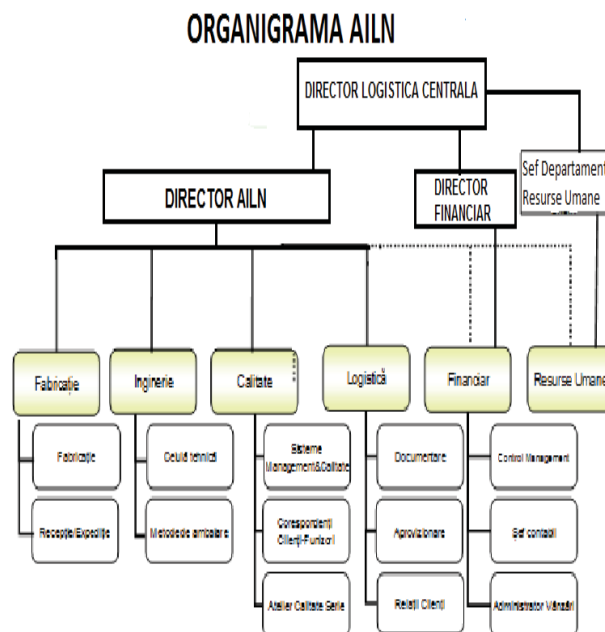 ORGANIGRAMA AILN
DIRECTOR LOGISTICA CENTRALA
Sef Departament
Resurse Umane
DIRECTOR AILN
DIRECTOR
FINANCIAR
Fabricație
Inginerie
Calitate
Logistică
Financiar
Resurse Umane
Fabricație
Celulă tehnică
Sisteme
Management&Calitate
Documentare
Control Management
Recepție/Expediție
Metode de ambalare
Corespondenți
Clienți-Furnizori
Aprovizionare
Șef contabil
Atelier Calitate Serie
Relații Clienți
Administrator Vânzări